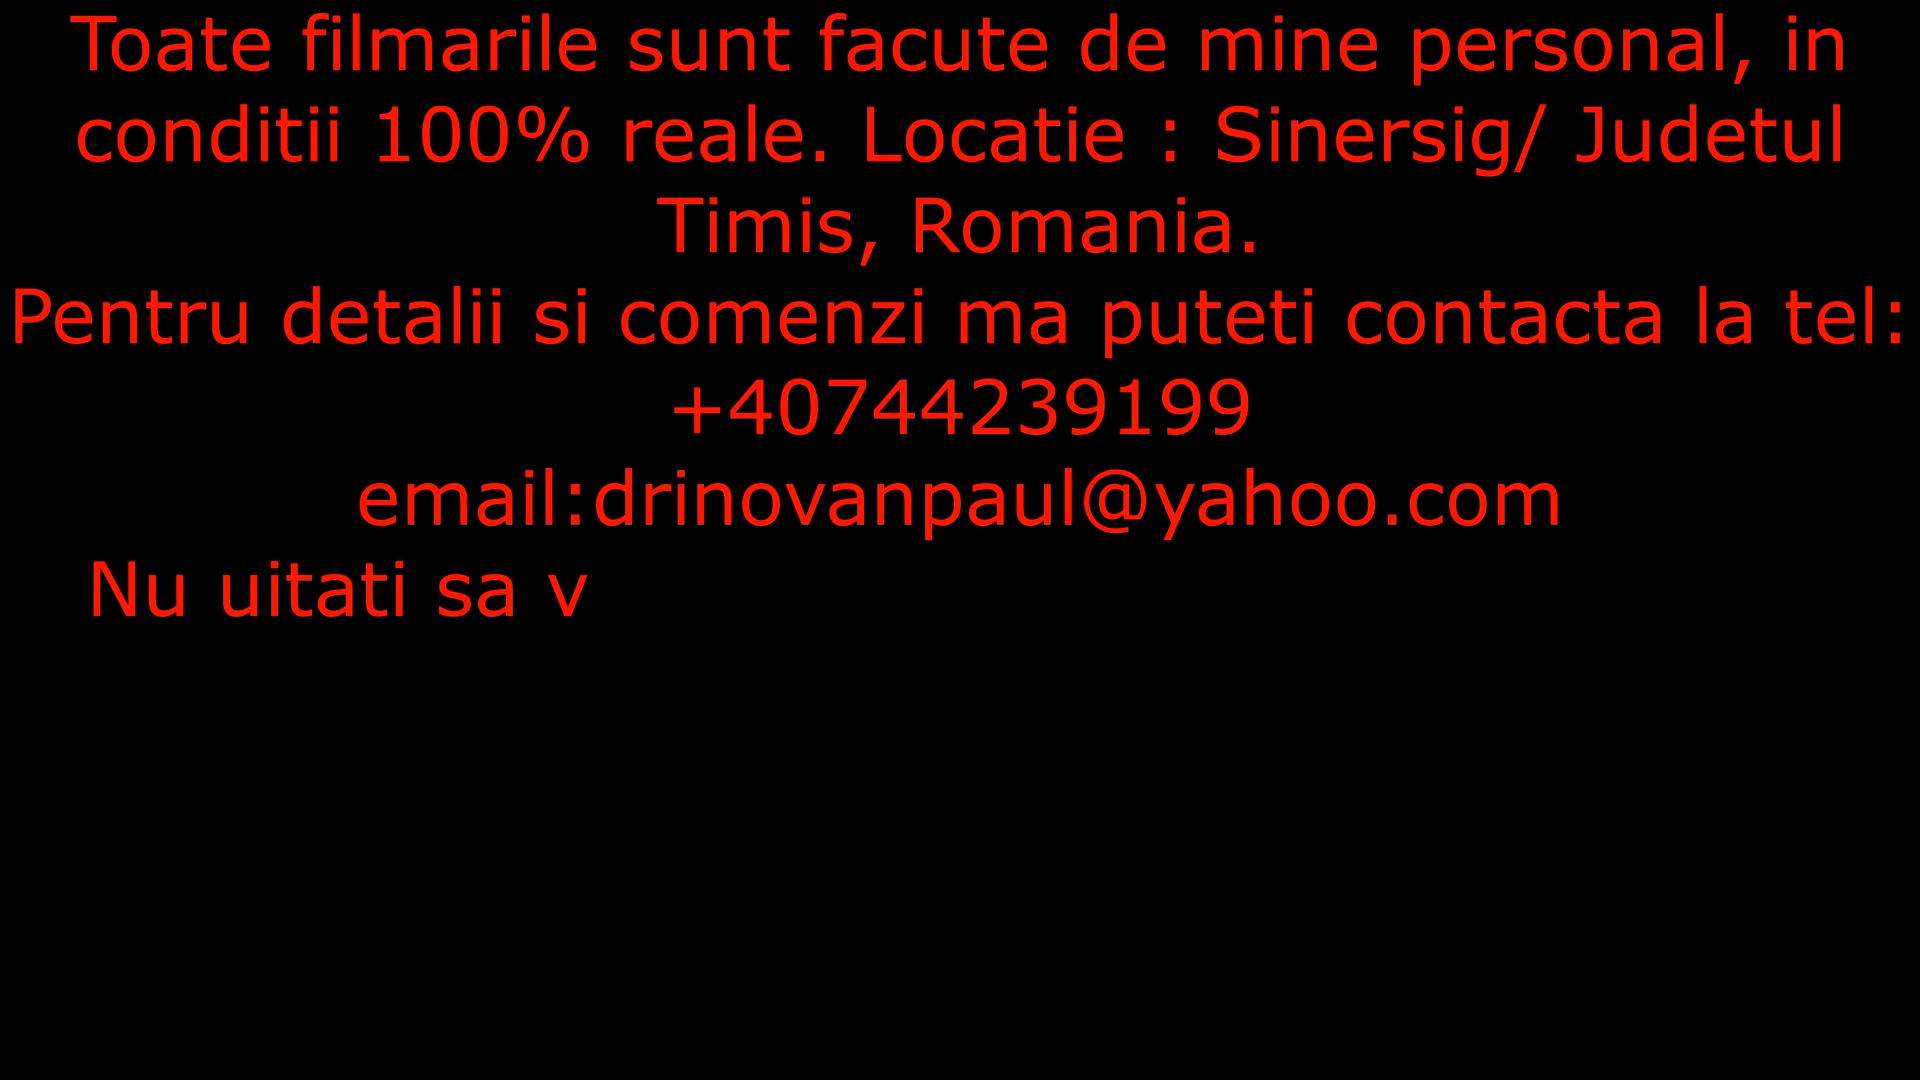 Toate filmarile sunt facute de mine personal, in
conditii 100% reale. Locatie : Sinersig/ Judetul
Timis, Romania.
Pentru detalii si comenzi ma puteti contacta la tel:
+40744239199
email:drinovanpaul@yahoo.com
Nu uitati sa v